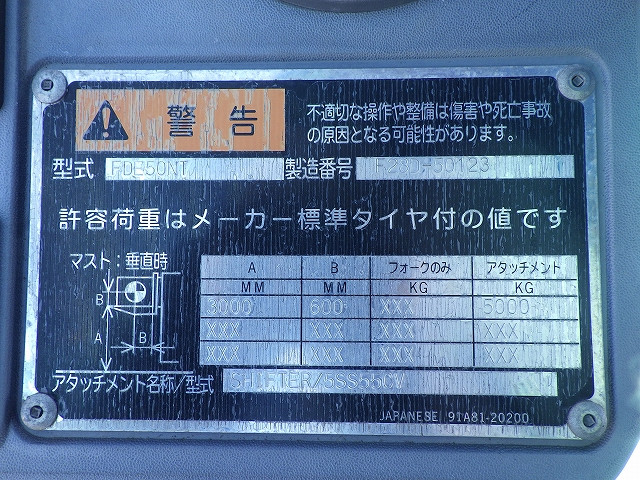 警告
不適切な操作や整備は傷害や死亡事故
の原因となる可能性があります。
型式 FDE50NT 製造番号
許容荷重はメーカー標準タイヤ付の値です
マスト：垂直時
A B フォークのみ アタッチメント
MM MM KG KG
3000 600 XXX 5000
XXX XXX XXX XXX
XXX XXX XXX XXX
B
A
B
アタッチメント名称/型式
JAPANESE 91A81-20200